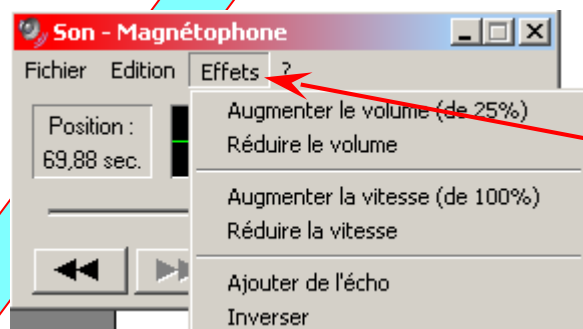 Son - Magnétophone
Fichier Edition Effets ?
Position :
69,88 sec.
Augmenter le volume (de 25%)
Réduire le volume
Augmenter la vitesse (de 100%)
Réduire la vitesse
Ajouter de l'écho
Inverser